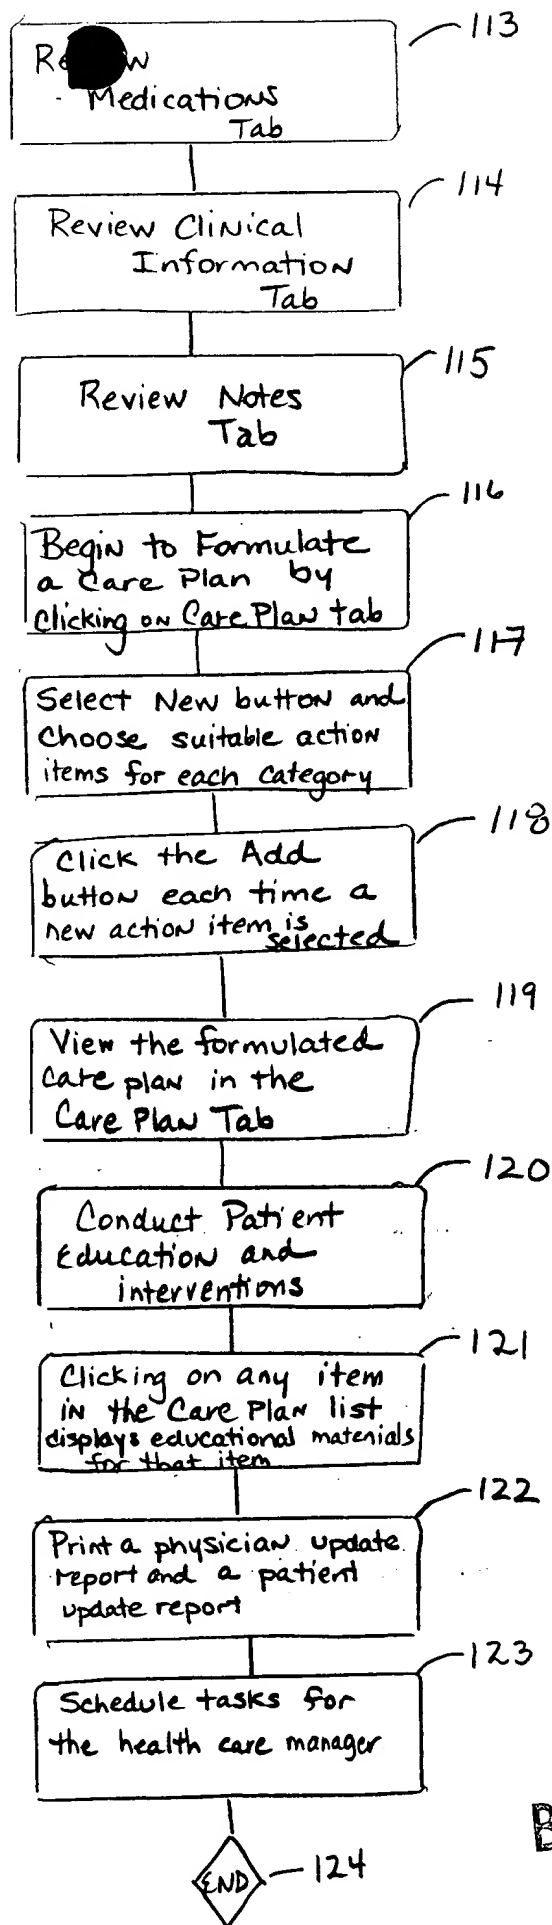 113
Medications
Tab
114
Review Clinical
Information
Tab
115
Review Notes
Tab
116
Begin to Formulate
a Care Plan by
clicking on Care Plan tab
117
Select New button and
Choose suitable action
items for each category
118
Click the Add
button each time a
new action item is
selected
119
View the formulated
care plan in the
Care Plan Tab
120
Conduct Patient
Education and
interventions
121
Clicking on any item
in the Care Plan list
displays educational materials
for that item
122
Print a physician update
report and a patient
update report
123
Schedule tasks for
the health care manager
END
124